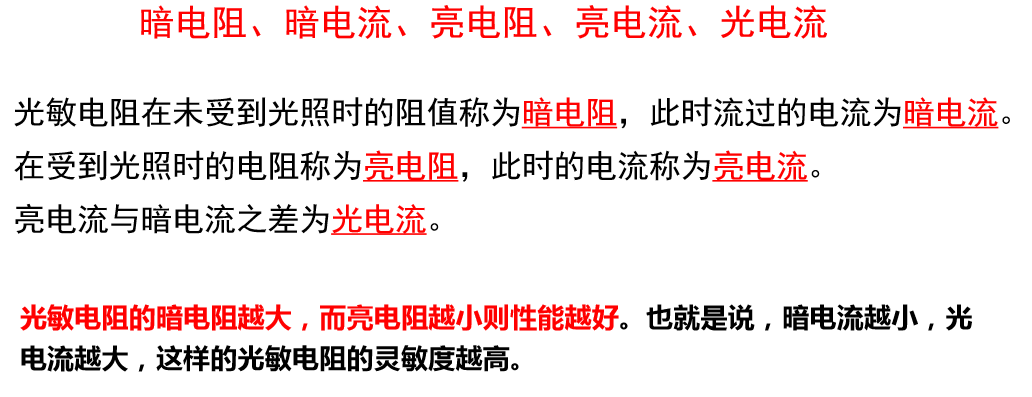 暗电阻、暗电流、亮电阻、亮电流、光电流
光敏电阻在未受到光照时的阻值称为暗电阻，此时流过的电流为暗电流。
在受到光照时的电阻称为亮电阻，此时的电流称为亮电流。
亮电流与暗电流之差为光电流。
光敏电阻的暗电阻越大，而亮电阻越小则性能越好。也就是说，暗电流越小，光
电流越大，这样的光敏电阻的灵敏度越高。